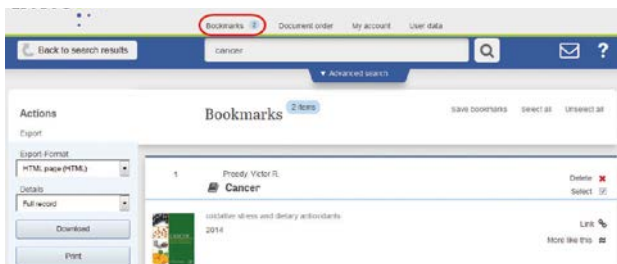 Bookmarks 2 Document order My account User data
Back to search results
cancer
?
▼ Advanced search
Actions
Export
Export-Format
HTML page (HTML)
Details
Full record
Download
Print
Bookmarks 2 items
Save bookmarks Select all Unselect all
1
Preedy, Victor R.
Cancer
Delete
Select
oxidative stress and dietary antioxidants
2014
Link
More like this